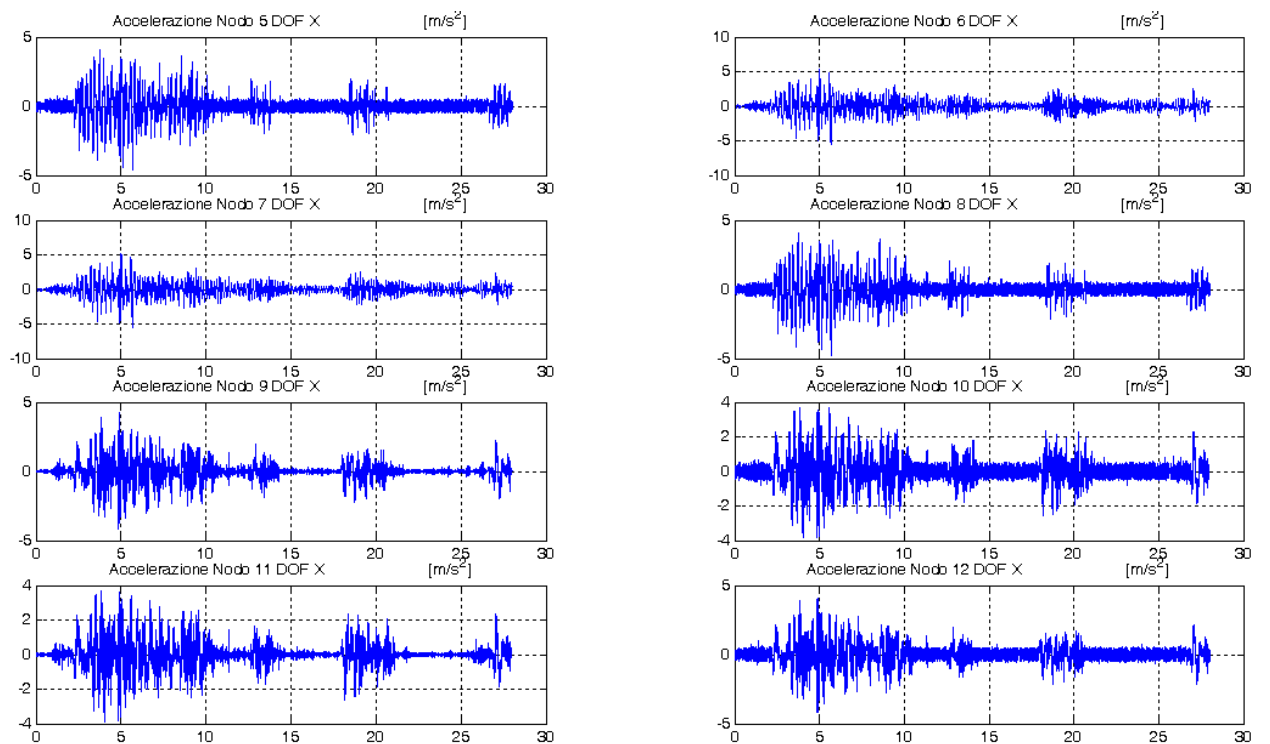 Accelerazione Nodo 5 DOF X [m/s²]
5
0
-5
0 5 10 15 20 25 30
Accelerazione Nodo 6 DOF X [m/s²]
10
5
0
-5
-10
0 5 10 15 20 25 30
Accelerazione Nodo 7 DOF X [m/s²]
10
5
0
-5
-10
0 5 10 15 20 25 30
Accelerazione Nodo 8 DOF X [m/s²]
5
0
-5
0 5 10 15 20 25 30
Accelerazione Nodo 9 DOF X [m/s²]
5
0
-5
0 5 10 15 20 25 30
Accelerazione Nodo 10 DOF X [m/s²]
4
2
0
-2
-4
0 5 10 15 20 25 30
Accelerazione Nodo 11 DOF X [m/s²]
4
2
0
-2
-4
0 5 10 15 20 25 30
Accelerazione Nodo 12 DOF X [m/s²]
5
0
-5
0 5 10 15 20 25 30